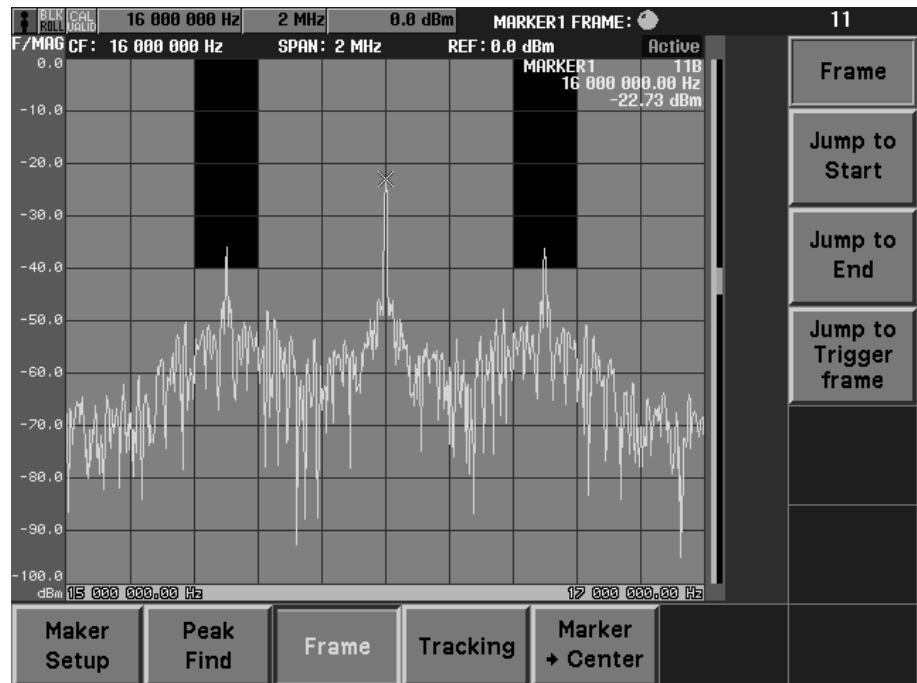 BLK ROLL CAL VALID 16 000 000 Hz 2 MHz 0.0 dBm MARKER1 FRAME: 11
F/MAG CF: 16 000 000 Hz SPAN: 2 MHz REF: 0.0 dBm Active
0.0
MARKER1 11B
16 000 000.00 Hz
-22.73 dBm
-10.0
-20.0
-30.0
-40.0
-50.0
-60.0
-70.0
-80.0
-90.0
-100.0
dBm 15 000 000.00 Hz 17 000 000.00 Hz
Frame
Jump to
Start
Jump to
End
Jump to
Trigger
frame
Maker
Setup
Peak
Find
Frame
Tracking
Marker
→ Center